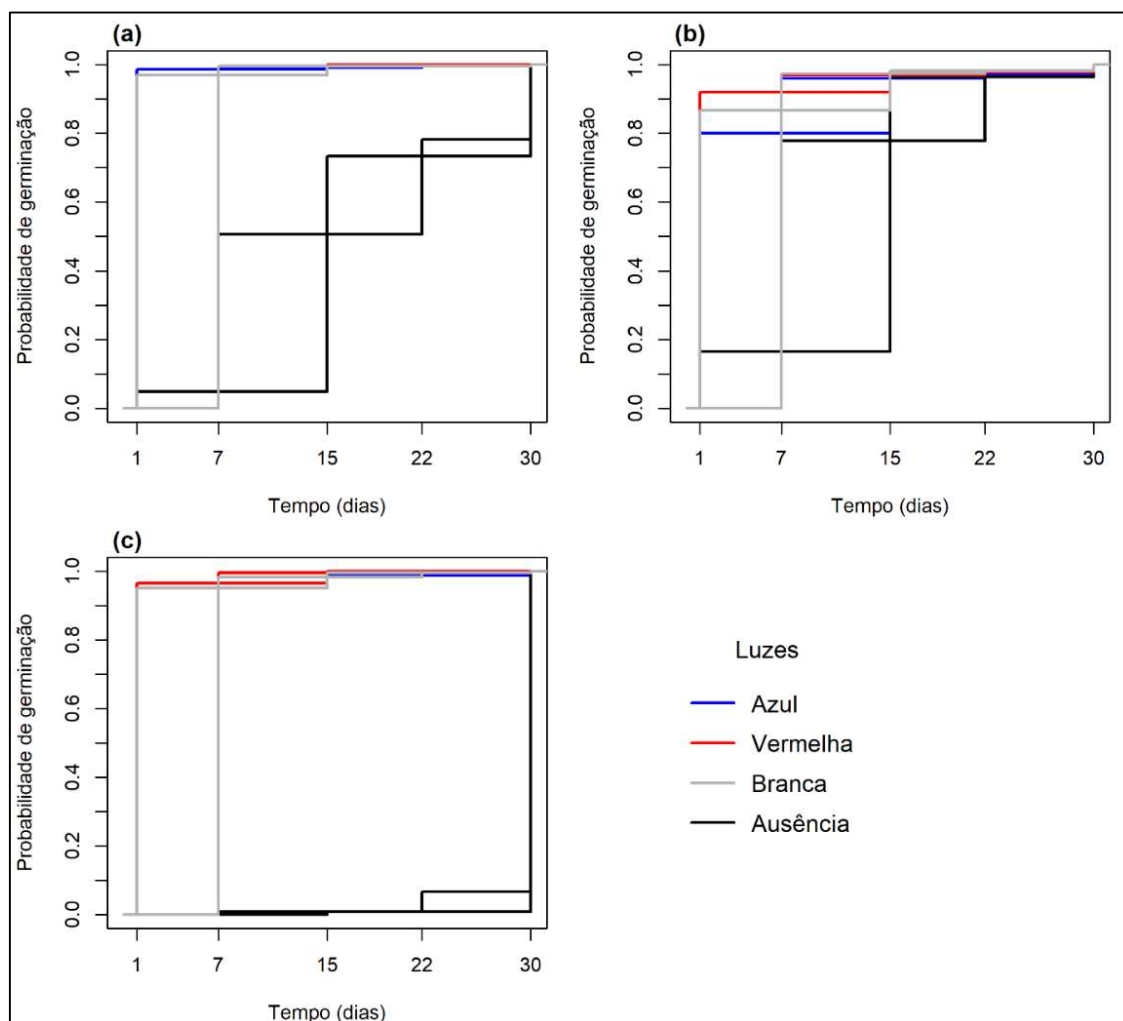 (a)
Probabilidade de germinação
1.0
0.8
0.6
0.4
0.2
0.0
1 7 15 22 30
Tempo (dias)
(b)
Probabilidade de germinação
1.0
0.8
0.6
0.4
0.2
0.0
1 7 15 22 30
Tempo (dias)
(c)
Probabilidade de germinação
1.0
0.8
0.6
0.4
0.2
0.0
1 7 15 22 30
Tempo (dias)
Luzes
Azul
Vermelha
Branca
Ausência